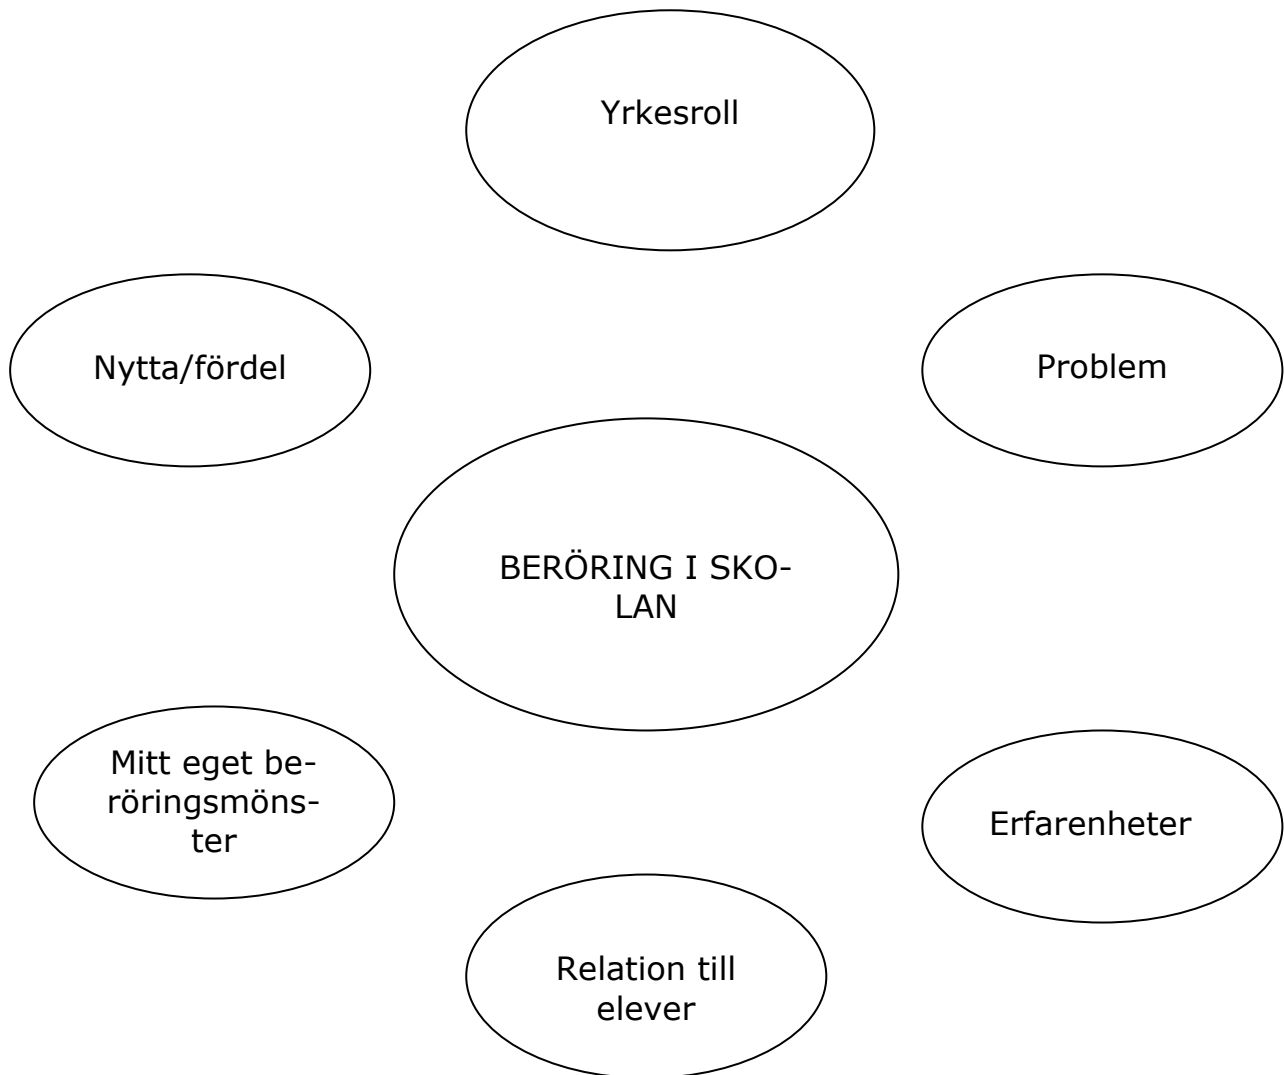 Yrkesroll
Nytta/fördel
Problem
BERÖRING I SKO-
LAN
Mitt eget be-
röringsmöns-
ter
Erfarenheter
Relation till
elever